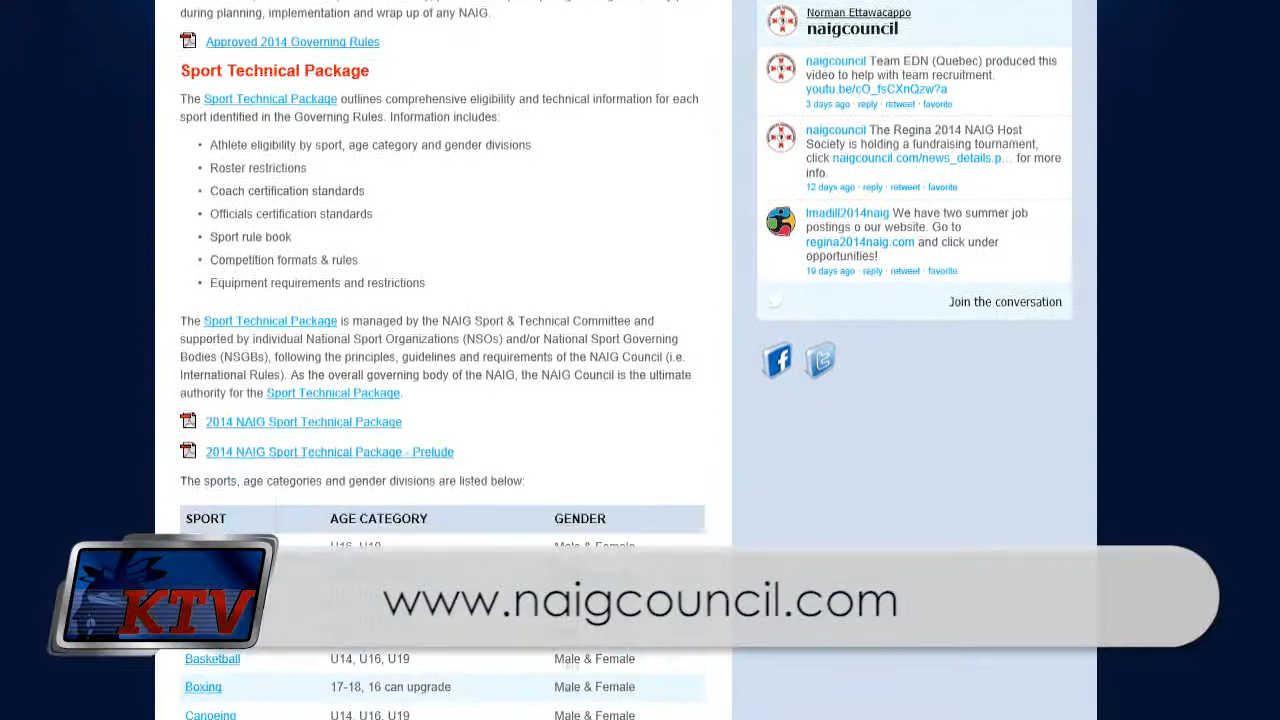 during planning, implementation and wrap up of any NAIG.
Approved 2014 Governing Rules
Sport Technical Package
The Sport Technical Package outlines comprehensive eligibility and technical information for each
sport identified in the Governing Rules. Information includes:
• Athlete eligibility by sport, age category and gender divisions
• Roster restrictions
• Coach certification standards
• Officials certification standards
• Sport rule book
• Competition formats & rules
• Equipment requirements and restrictions
The Sport Technical Package is managed by the NAIG Sport & Technical Committee and
supported by individual National Sport Organizations (NSOs) and/or National Sport Governing
Bodies (NSGBs), following the principles, guidelines and requirements of the NAIG Council (i.e.
International Rules). As the overall governing body of the NAIG, the NAIG Council is the ultimate
authority for the Sport Technical Package.
2014 NAIG Sport Technical Package
2014 NAIG Sport Technical Package - Prelude
The sports, age categories and gender divisions are listed below:
SPORT AGE CATEGORY GENDER
U16, U19 Male & Female
Basketball U14, U16, U19 Male & Female
Boxing 17-18, 16 can upgrade Male & Female
Canoeing U14, U16, U19 Male & Female
Norman Ettawacappo
naigcouncil
naigcouncil Team EDN (Quebec) produced this
video to help with team recruitment.
youtu.be/cO_fsCXnQzw?a
3 days ago · reply · retweet · favorite
naigcouncil The Regina 2014 NAIG Host
Society is holding a fundraising tournament,
click naigcouncil.com/news_details.p... for more
info.
12 days ago · reply · retweet · favorite
lmadill2014naig We have two summer job
postings o our website. Go to
regina2014naig.com and click under
opportunities!
19 days ago · reply · retweet · favorite
Join the conversation
KTV
www.naigcouncil.com